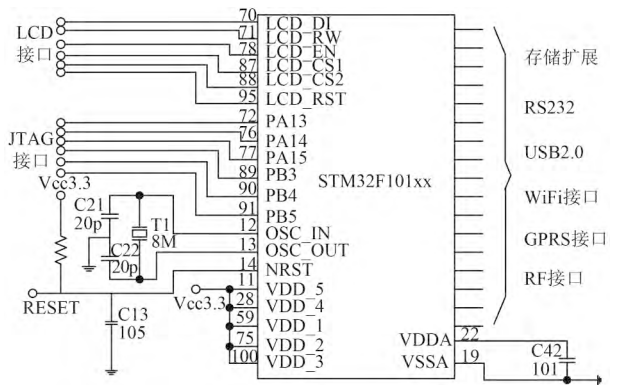 70 LCD_DI
71 LCD_RW
78 LCD_EN
87 LCD_CS1
88 LCD_CS2
95 LCD_RST
LCD
接口
72 PA13
76 PA14
77 PA15
89 PB3
90 PB4
91 PB5
JTAG
接口
Vcc3.3
C21
20p
C22
20p
T1
8M
12 OSC_IN
13 OSC_OUT
14 NRST
RESET
C13
105
Vcc3.3
11 VDD_5
28 VDD_4
59 VDD_1
75 VDD_2
100 VDD_3
STM32F101xx
存储扩展
RS232
USB2.0
WiFi接口
GPRS接口
RF接口
VDDA 22
VSSA 19
C42
101